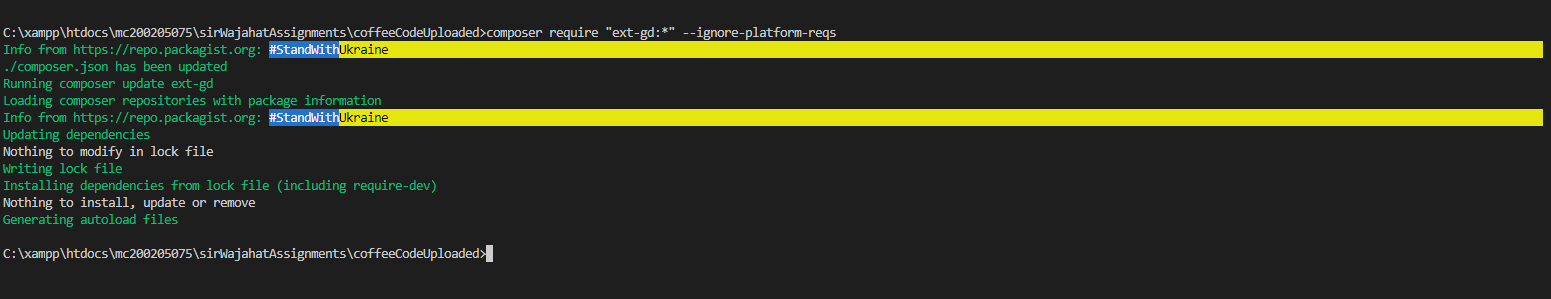 C:\xampp\htdocs\mc200205075\sirWajahatAssignments\coffeeCodeUploaded>composer require "ext-gd:*" --ignore-platform-reqs
Info from https://repo.packagist.org: #StandWithUkraine
./composer.json has been updated
Running composer update ext-gd
Loading composer repositories with package information
Info from https://repo.packagist.org: #StandWithUkraine
Updating dependencies
Nothing to modify in lock file
Writing lock file
Installing dependencies from lock file (including require-dev)
Nothing to install, update or remove
Generating autoload files
C:\xampp\htdocs\mc200205075\sirWajahatAssignments\coffeeCodeUploaded>